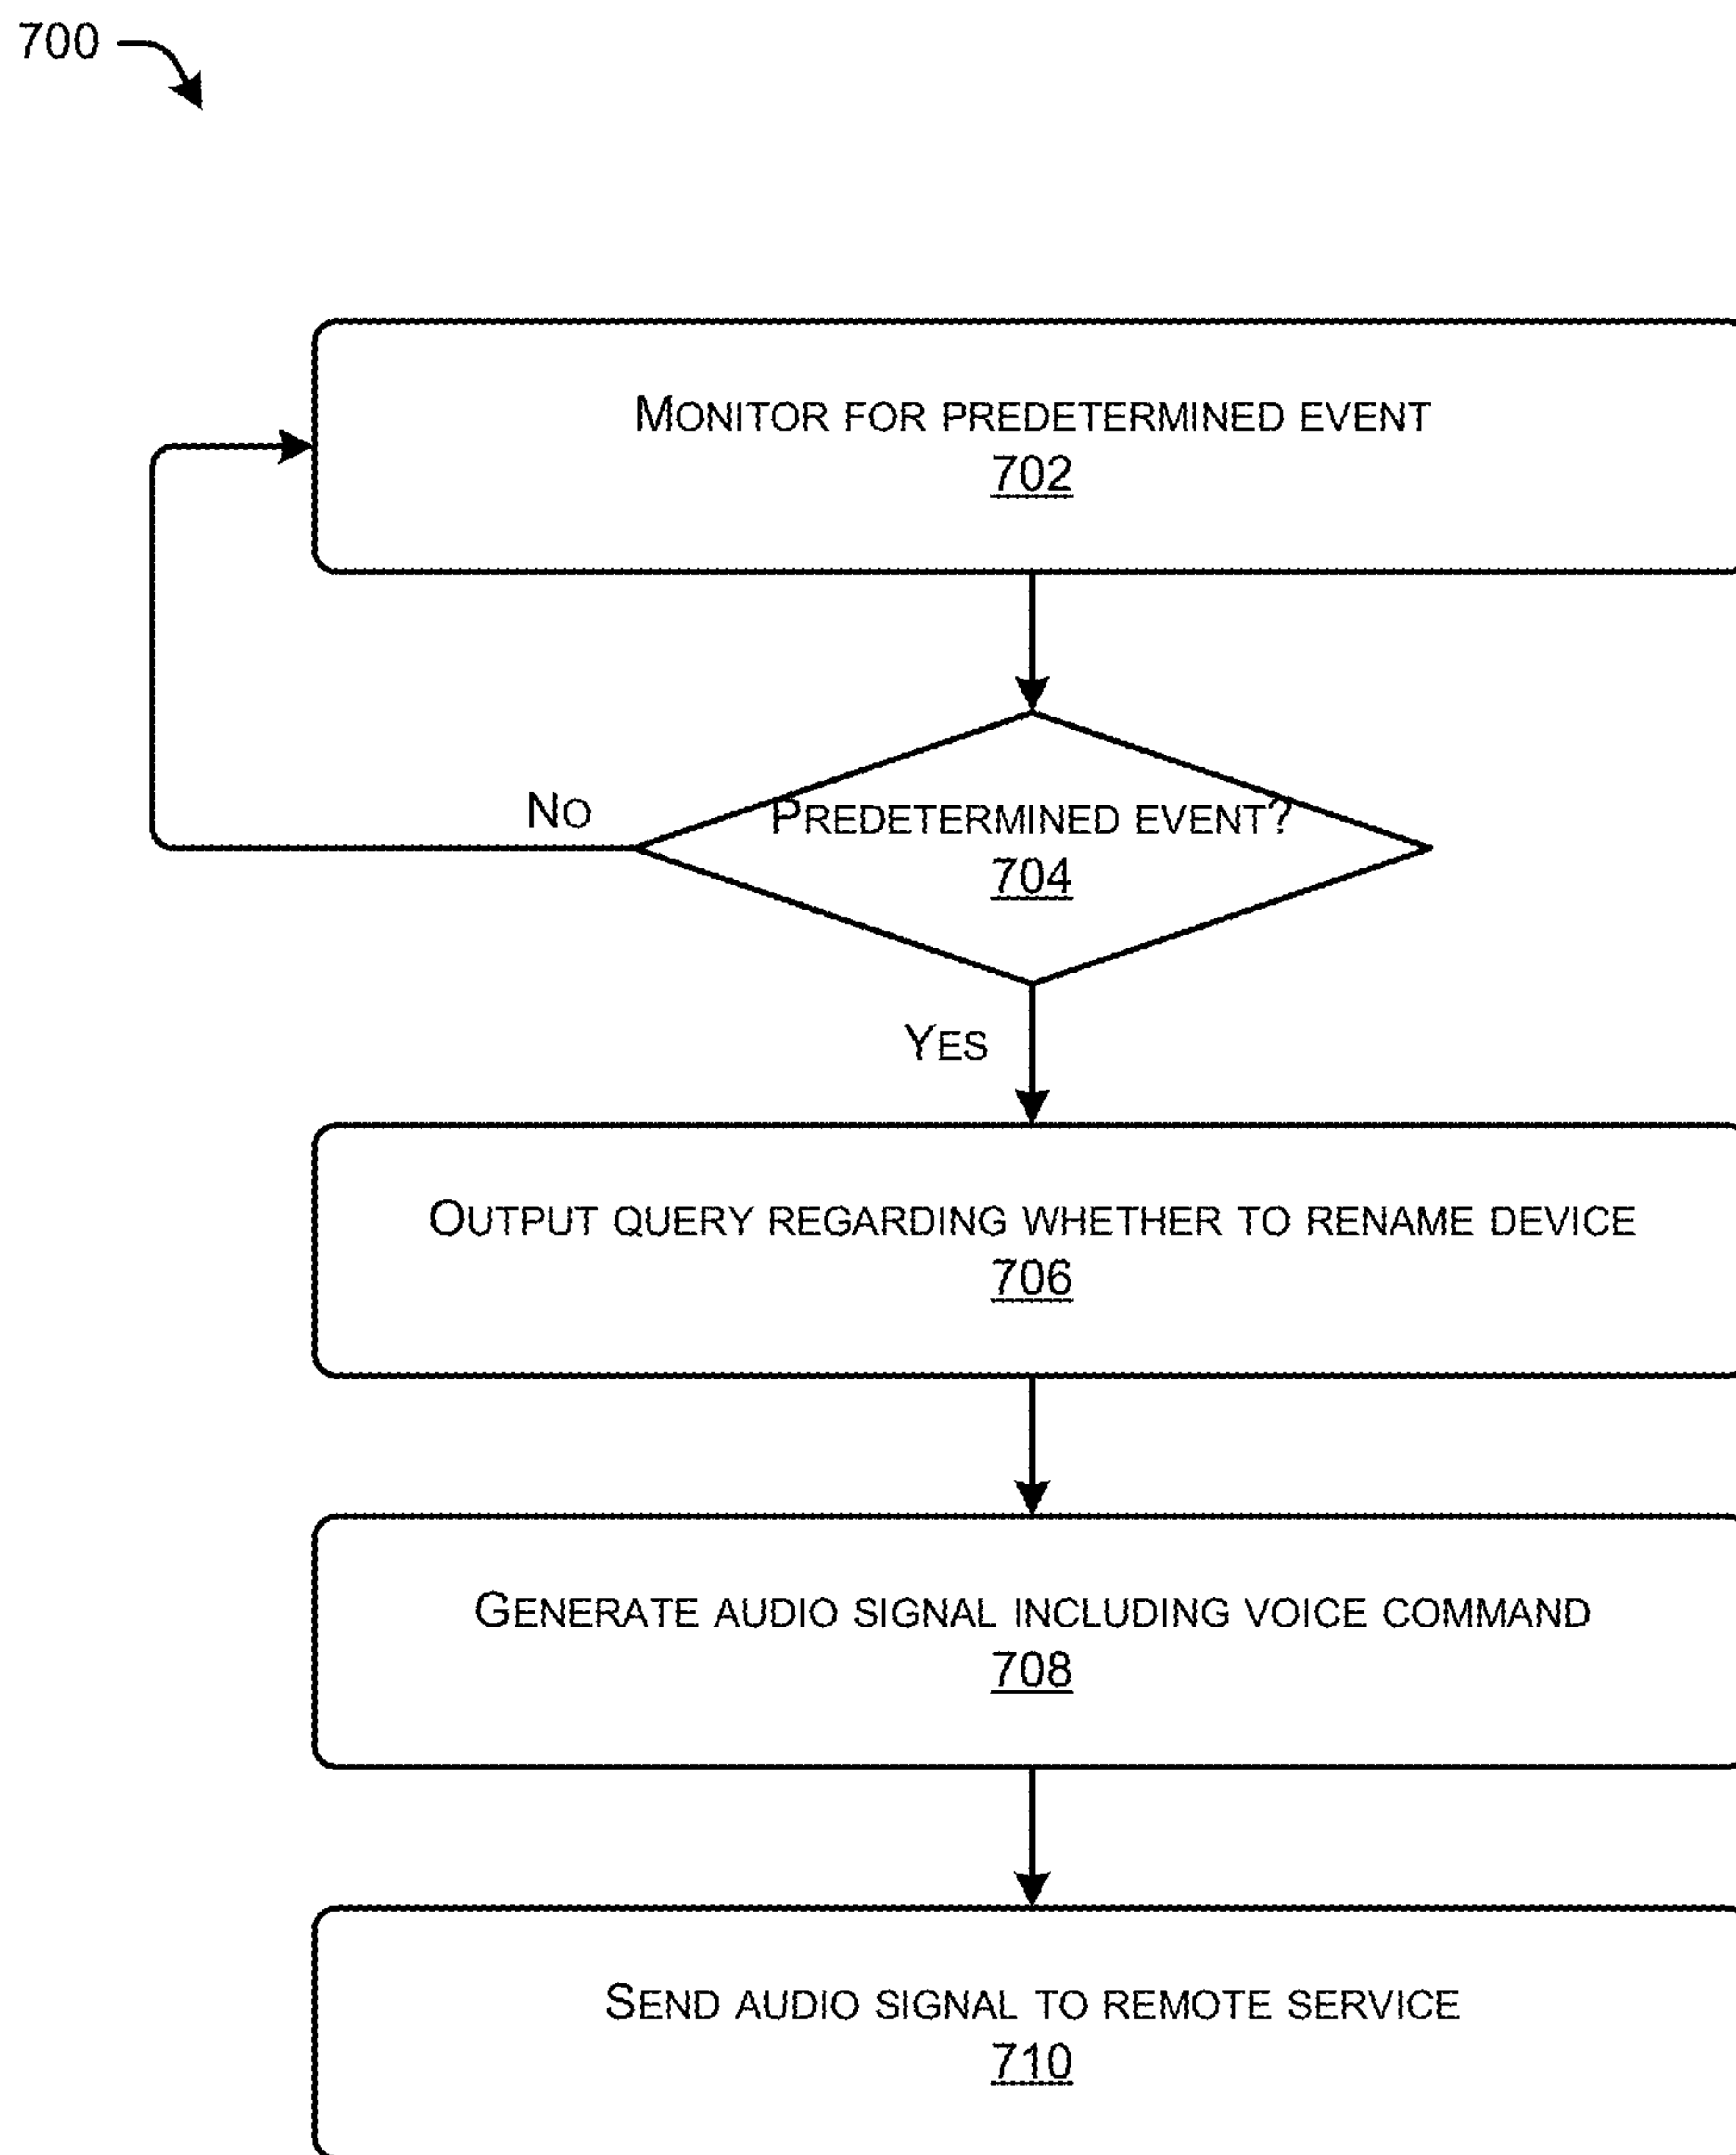 700
MONITOR FOR PREDETERMINED EVENT
702
NO
PREDETERMINED EVENT?
704
YES
OUTPUT QUERY REGARDING WHETHER TO RENAME DEVICE
706
GENERATE AUDIO SIGNAL INCLUDING VOICE COMMAND
708
SEND AUDIO SIGNAL TO REMOTE SERVICE
710